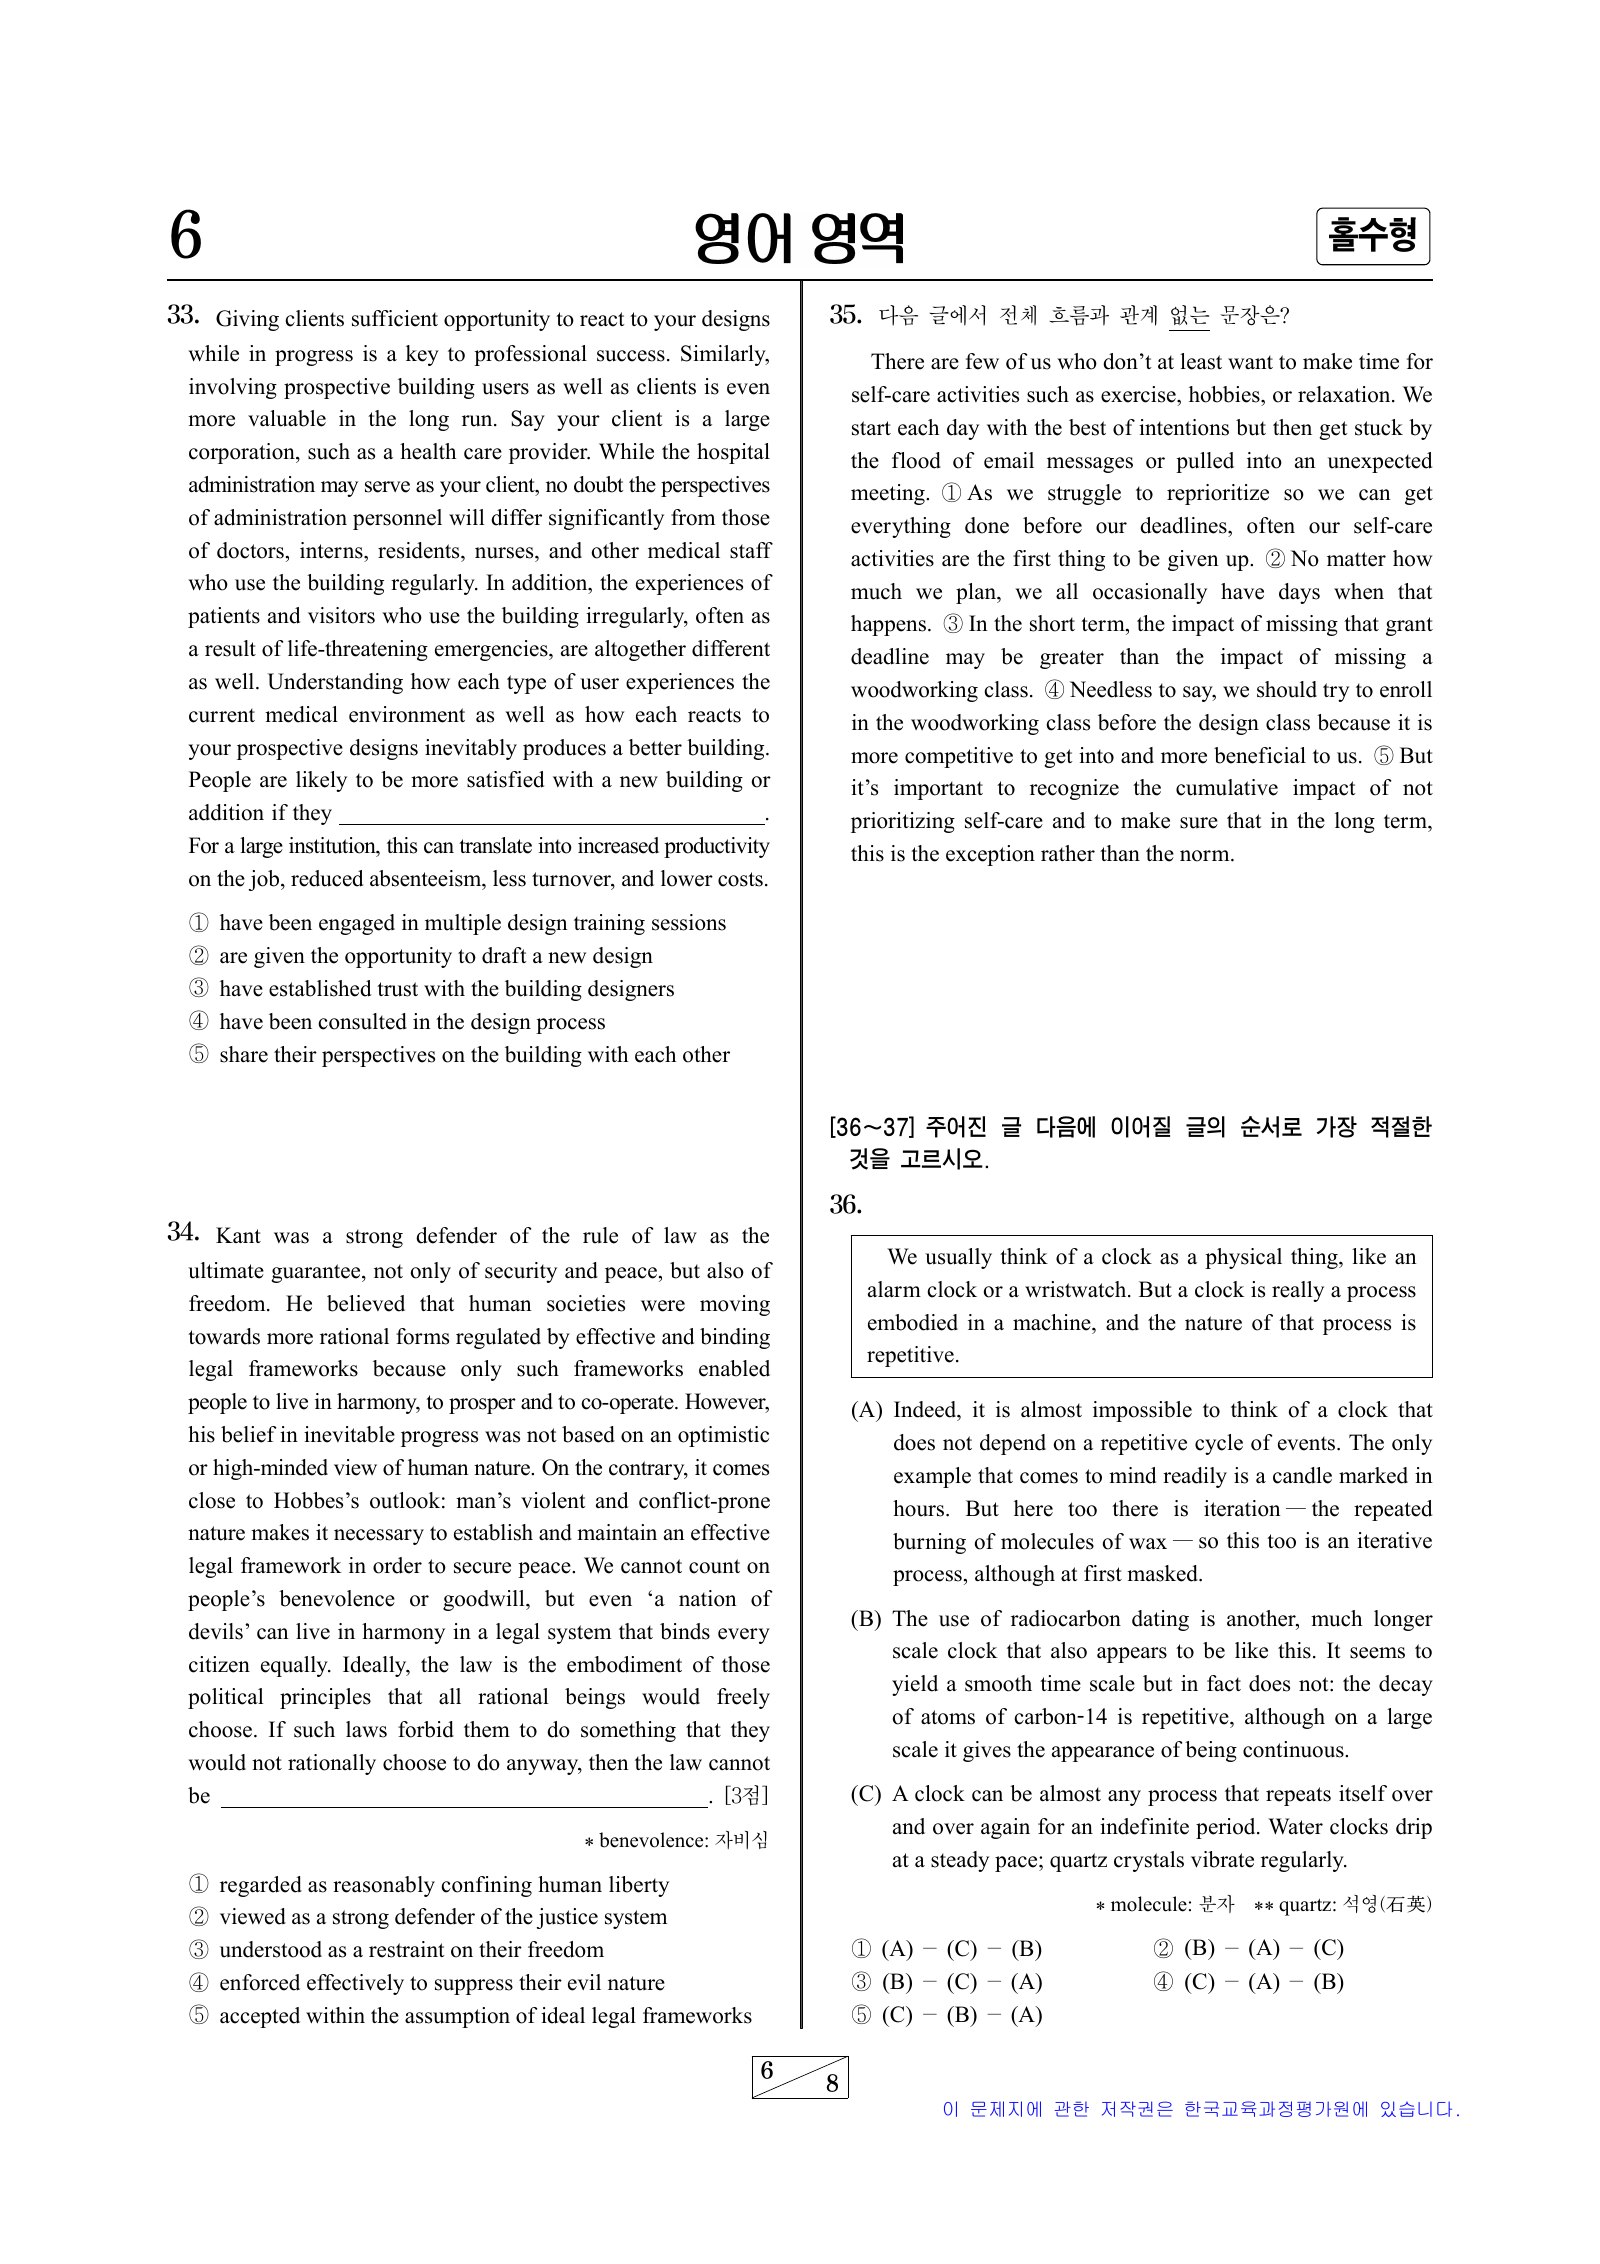 6
영어 영역
홀수형
33. Giving clients sufficient opportunity to react to your designs
while in progress is a key to professional success. Similarly,
involving prospective building users as well as clients is even
more valuable in the long run. Say your client is a large
corporation, such as a health care provider. While the hospital
administration may serve as your client, no doubt the perspectives
of administration personnel will differ significantly from those
of doctors, interns, residents, nurses, and other medical staff
who use the building regularly. In addition, the experiences of
patients and visitors who use the building irregularly, often as
a result of life-threatening emergencies, are altogether different
as well. Understanding how each type of user experiences the
current medical environment as well as how each reacts to
your prospective designs inevitably produces a better building.
People are likely to be more satisfied with a new building or
addition if they ____________________.
For a large institution, this can translate into increased productivity
on the job, reduced absenteeism, less turnover, and lower costs.
① have been engaged in multiple design training sessions
② are given the opportunity to draft a new design
③ have established trust with the building designers
④ have been consulted in the design process
⑤ share their perspectives on the building with each other
34. Kant was a strong defender of the rule of law as the
ultimate guarantee, not only of security and peace, but also of
freedom. He believed that human societies were moving
towards more rational forms regulated by effective and binding
legal frameworks because only such frameworks enabled
people to live in harmony, to prosper and to co-operate. However,
his belief in inevitable progress was not based on an optimistic
or high-minded view of human nature. On the contrary, it comes
close to Hobbes's outlook: man's violent and conflict-prone
nature makes it necessary to establish and maintain an effective
legal framework in order to secure peace. We cannot count on
people's benevolence or goodwill, but even ‘a nation of
devils’ can live in harmony in a legal system that binds every
citizen equally. Ideally, the law is the embodiment of those
political principles that all rational beings would freely
choose. If such laws forbid them to do something that they
would not rationally choose to do anyway, then the law cannot
be ____________________. [3점]
* benevolence: 자비심
① regarded as reasonably confining human liberty
② viewed as a strong defender of the justice system
③ understood as a restraint on their freedom
④ enforced effectively to suppress their evil nature
⑤ accepted within the assumption of ideal legal frameworks
35. 다음 글에서 전체 흐름과 관계 없는 문장은?
There are few of us who don't at least want to make time for
self-care activities such as exercise, hobbies, or relaxation. We
start each day with the best of intentions but then get stuck by
the flood of email messages or pulled into an unexpected
meeting. ① As we struggle to reprioritize so we can get
everything done before our deadlines, often our self-care
activities are the first thing to be given up. ② No matter how
much we plan, we all occasionally have days when that
happens. ③ In the short term, the impact of missing that grant
deadline may be greater than the impact of missing a
woodworking class. ④ Needless to say, we should try to enroll
in the woodworking class before the design class because it is
more competitive to get into and more beneficial to us. ⑤ But
it's important to recognize the cumulative impact of not
prioritizing self-care and to make sure that in the long term,
this is the exception rather than the norm.
[36~37] 주어진 글 다음에 이어질 글의 순서로 가장 적절한
것을 고르시오.
36.
We usually think of a clock as a physical thing, like an
alarm clock or a wristwatch. But a clock is really a process
embodied in a machine, and the nature of that process is
repetitive.
(A) Indeed, it is almost impossible to think of a clock that
does not depend on a repetitive cycle of events. The only
example that comes to mind readily is a candle marked in
hours. But here too there is iteration — the repeated
burning of molecules of wax — so this too is an iterative
process, although at first masked.
(B) The use of radiocarbon dating is another, much longer
scale clock that also appears to be like this. It seems to
yield a smooth time scale but in fact does not: the decay
of atoms of carbon-14 is repetitive, although on a large
scale it gives the appearance of being continuous.
(C) A clock can be almost any process that repeats itself over
and over again for an indefinite period. Water clocks drip
at a steady pace; quartz crystals vibrate regularly.
* molecule: 분자 ** quartz: 석영(石英)
① (A) － (C) － (B) ② (B) － (A) － (C)
③ (B) － (C) － (A) ④ (C) － (A) － (B)
⑤ (C) － (B) － (A)
6
8
이 문제지에 관한 저작권은 한국교육과정평가원에 있습니다.